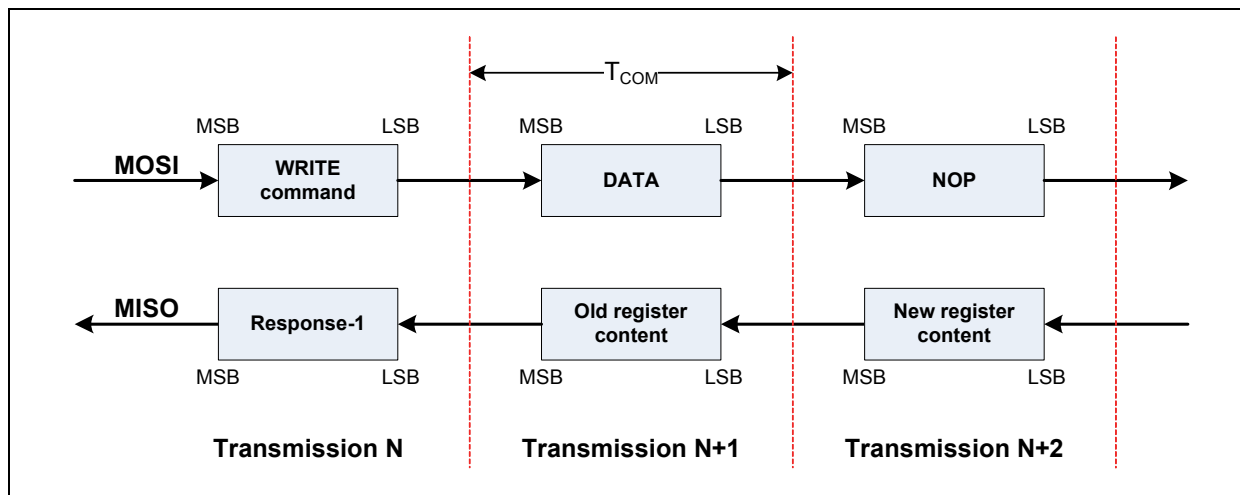 TCOM
MSB LSB MSB LSB MSB LSB
MOSI WRITE command DATA NOP
MISO Response-1 Old register content New register content
MSB LSB MSB LSB MSB LSB
Transmission N Transmission N+1 Transmission N+2